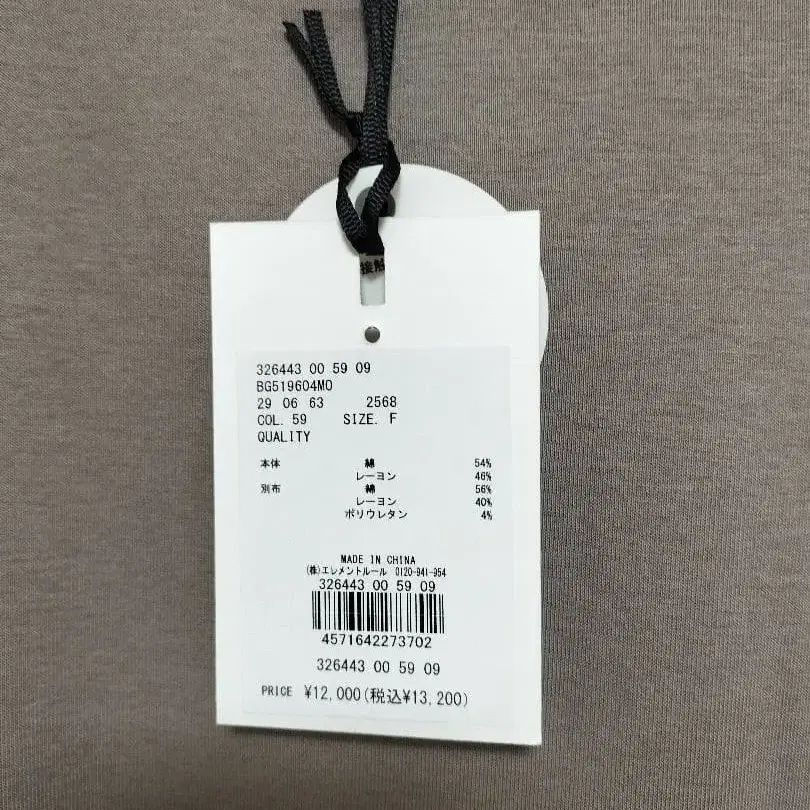 接触
326443 00 59 09
BG519604MO
29 06 63 2568
COL. 59 SIZE. F
QUALITY
本体 綿 54%
レーヨン 46%
別布 綿 56%
レーヨン 40%
ポリウレタン 4%
MADE IN CHINA
(株)エレメントルール 0120-941-954
326443 00 59 09
4571642273702
326443 00 59 09
PRICE ¥12,000(税込¥13,200)